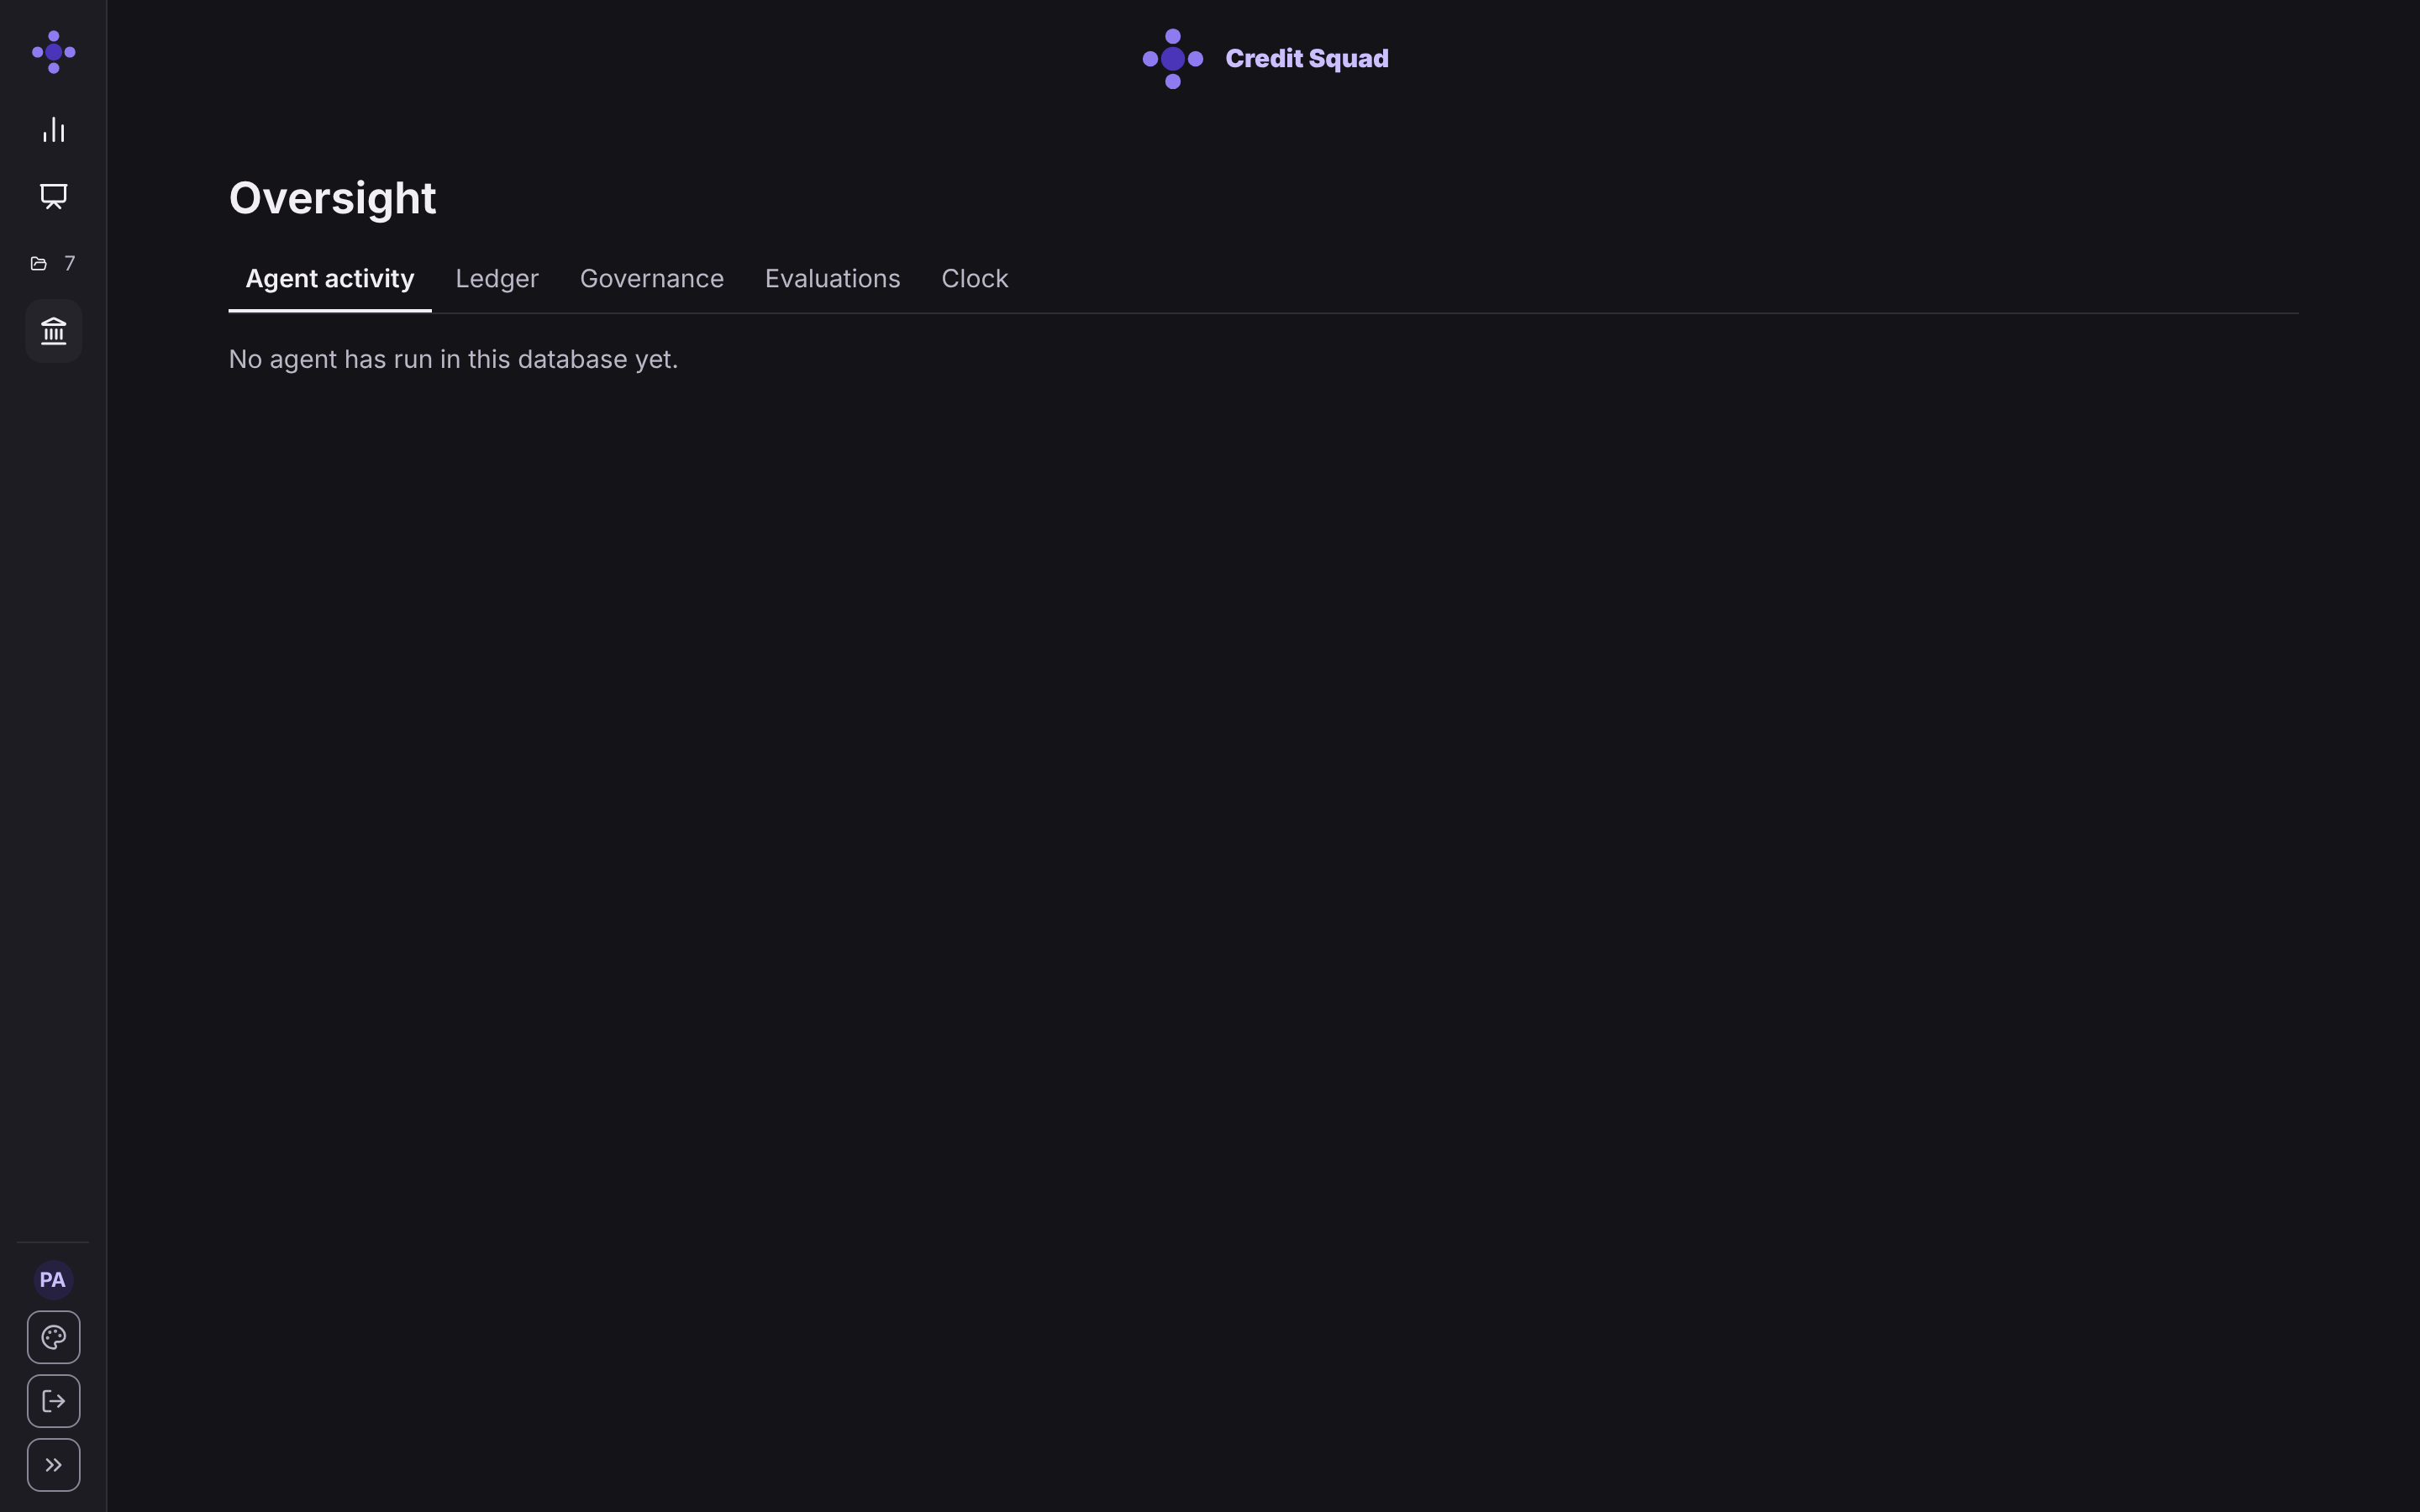 Credit Squad
Oversight
Agent activity Ledger Governance Evaluations Clock
7
No agent has run in this database yet.
PA